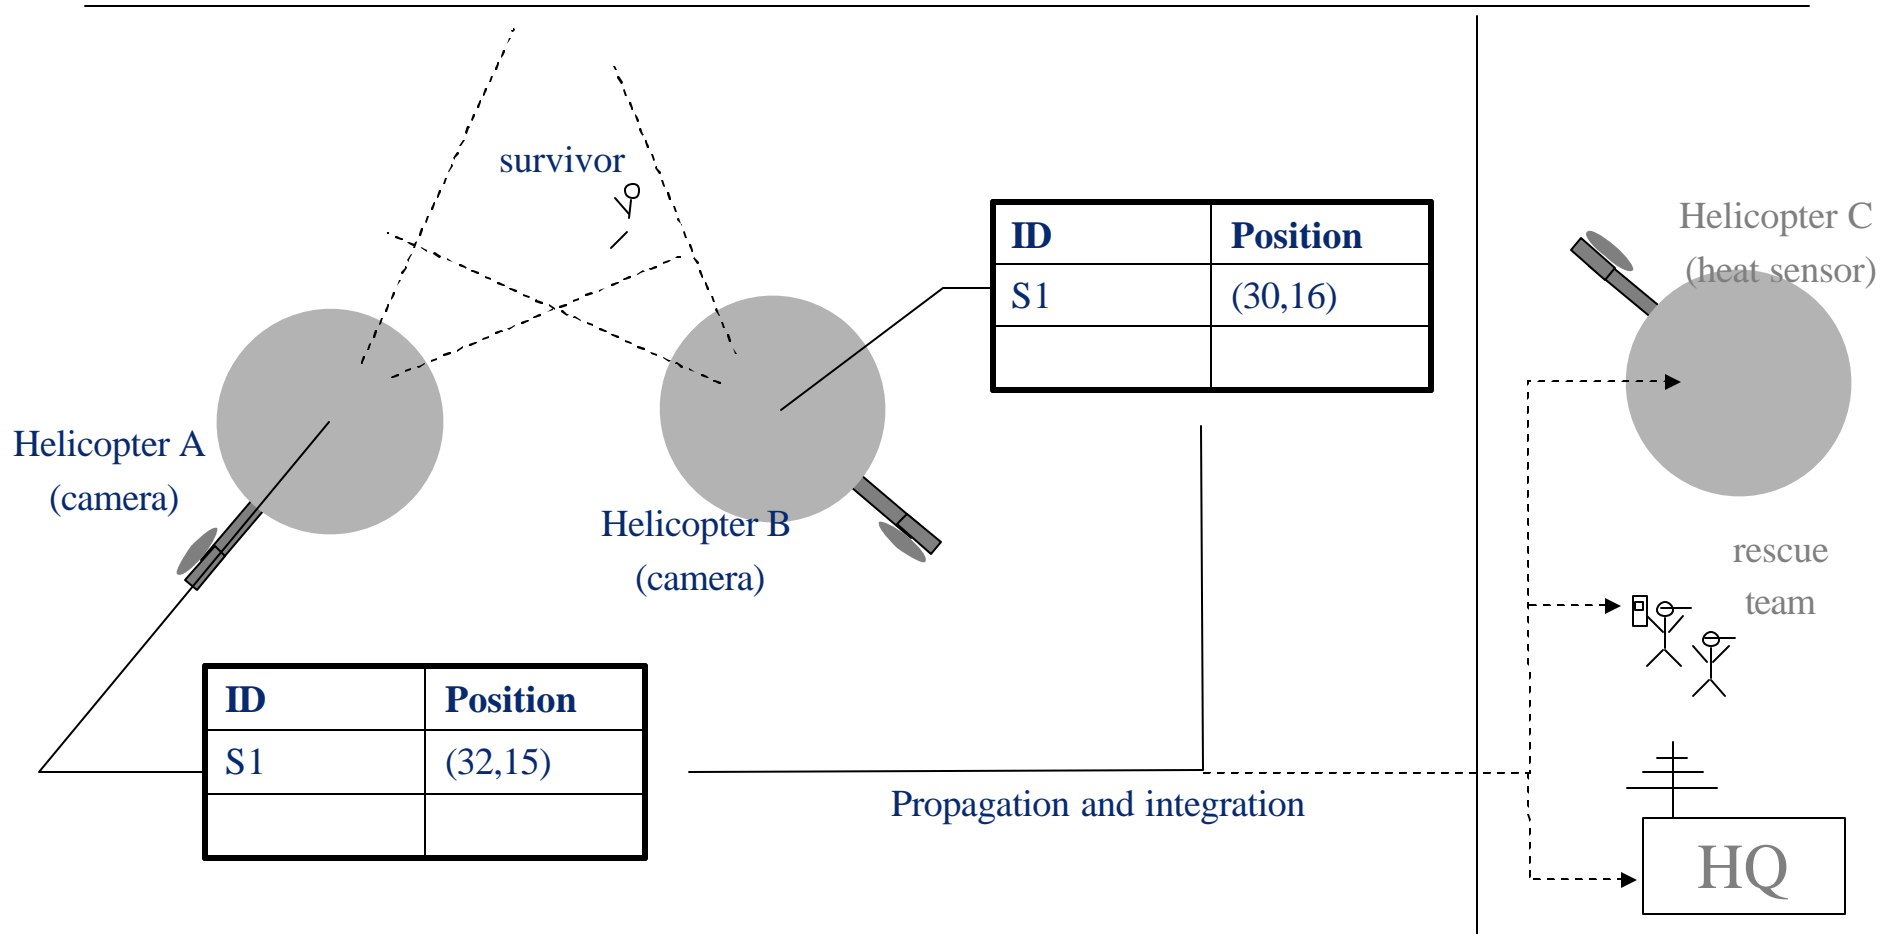 survivor
Helicopter A
(camera)
Helicopter B
(camera)
ID Position
S1 (30,16)
ID Position
S1 (32,15)
Propagation and integration
Helicopter C
(heat sensor)
rescue
team
HQ